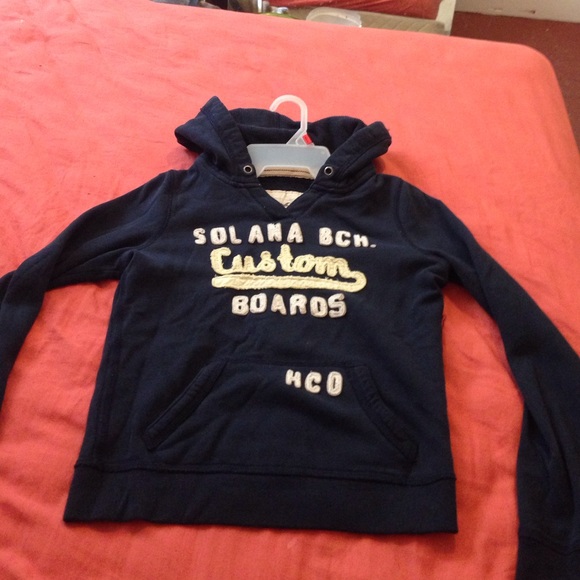 SOLANA BCH.
Custom
BOARDS
HCO